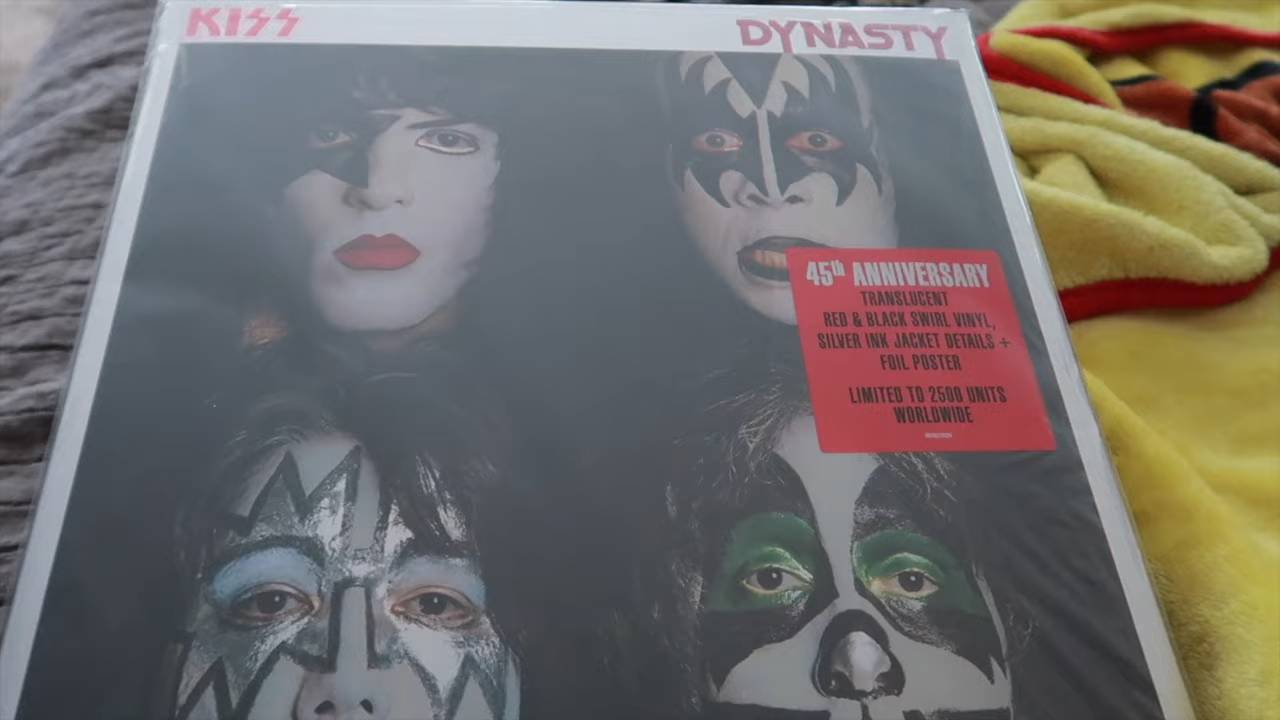 KISS
DYNASTY
45th ANNIVERSARY
TRANSLUCENT
RED & BLACK SWIRL VINYL,
SILVER INK JACKET DETAILS +
FOIL POSTER
LIMITED TO 2500 UNITS
WORLDWIDE